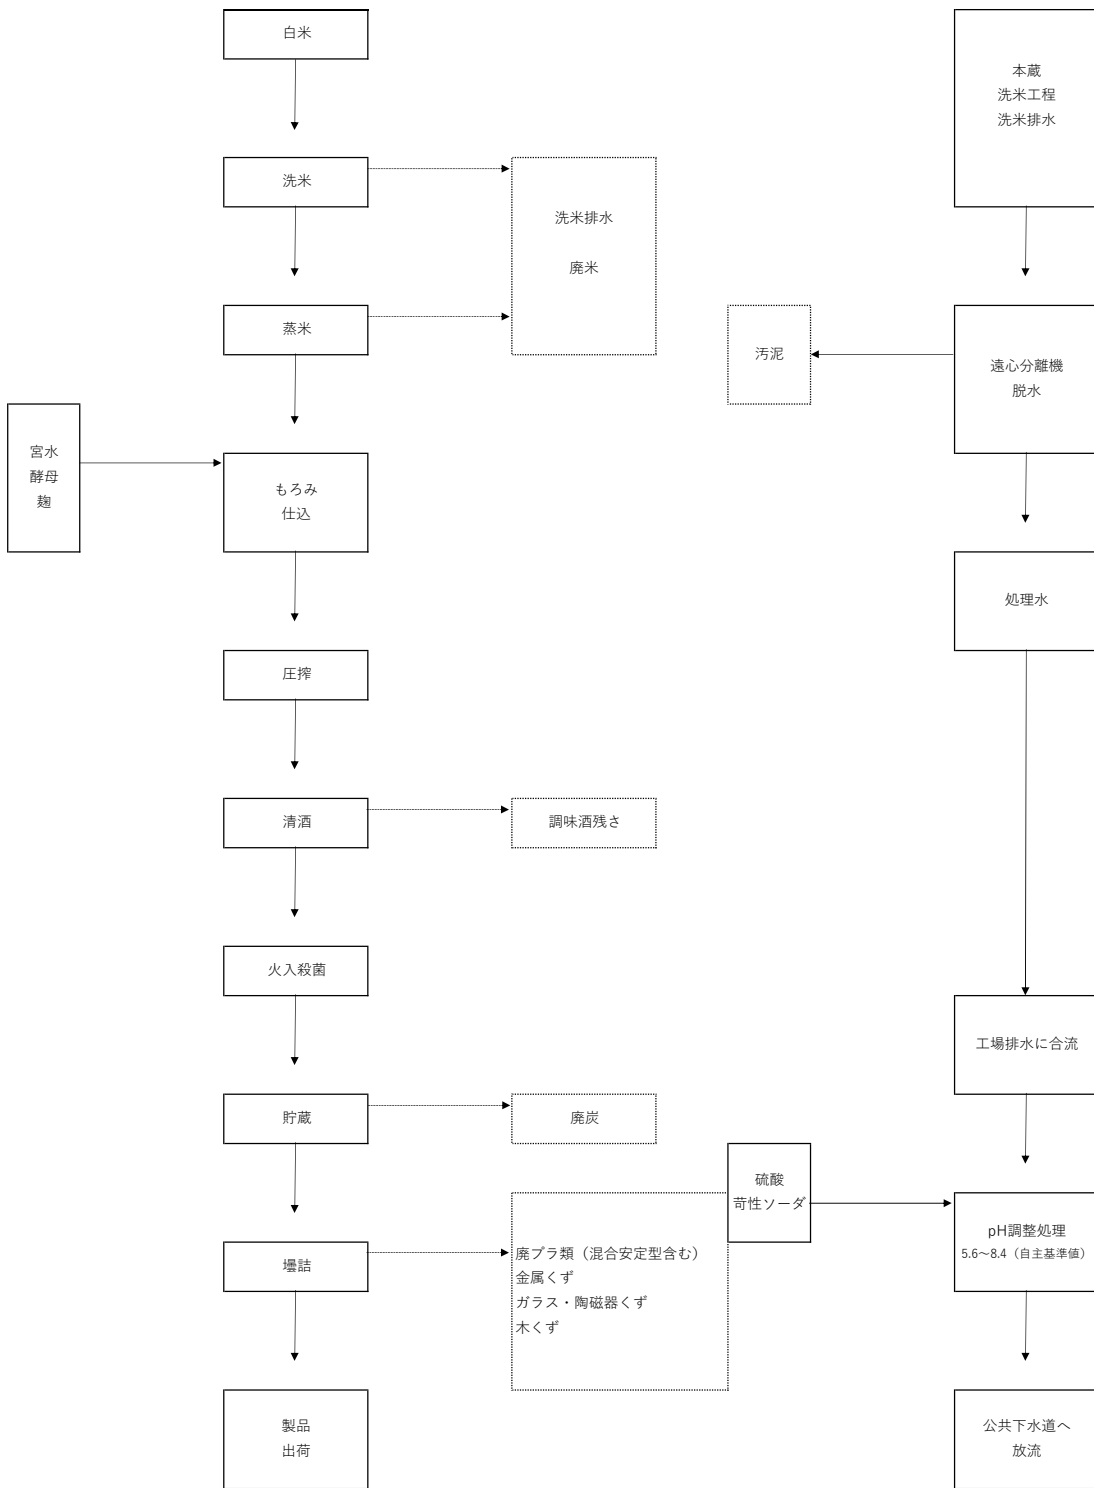 白米
洗米
蒸米
宮水
酵母
麹
もろみ
仕込
圧搾
清酒
火入殺菌
貯蔵
壜詰
製品
出荷
洗米排水
廃米
調味酒残さ
廃炭
廃プラ類（混合安定型含む）
金属くず
ガラス・陶磁器くず
木くず
本蔵
洗米工程
洗米排水
遠心分離機
脱水
汚泥
処理水
工場排水に合流
硫酸
苛性ソーダ
pH調整処理
5.6～8.4（自主基準値）
公共下水道へ
放流